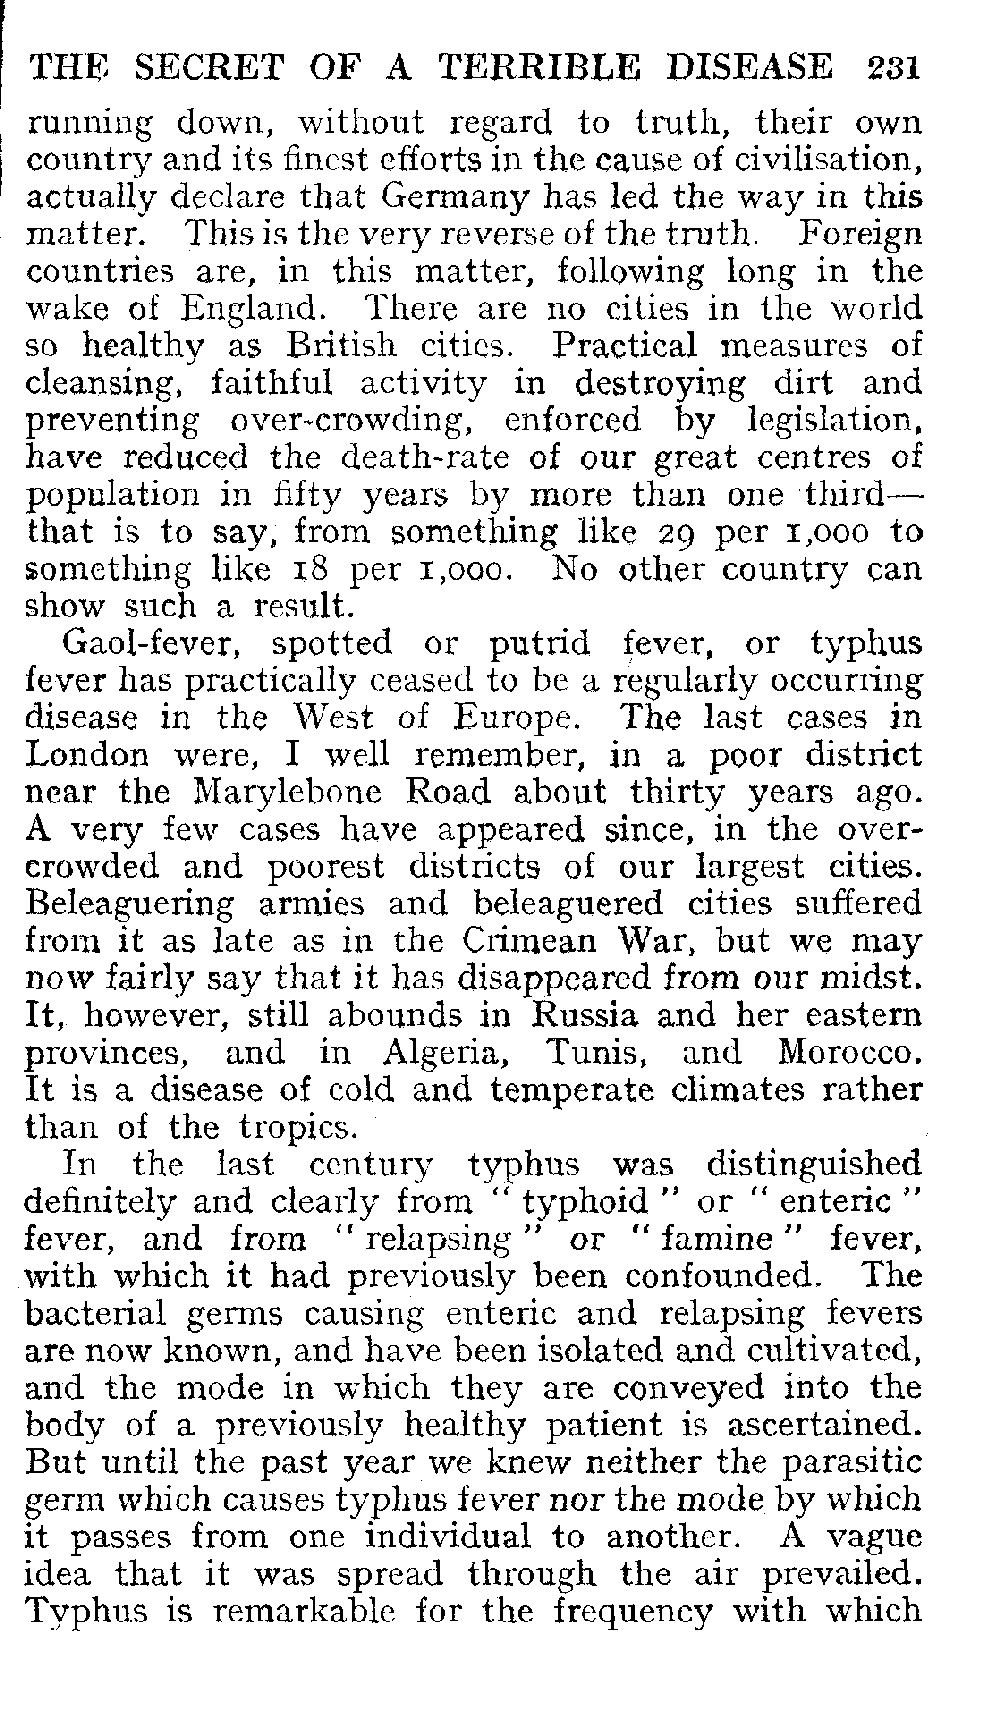 THE SECRET OF A TERRIBLE DISEASE 231
running down, without regard to truth, their own
country and its finest efforts in the cause of civilisation,
actually declare that Germany has led the way in this
matter. This is the very reverse of the truth. Foreign
countries are, in this matter, following long in the
wake of England. There are no cities in the world
so healthy as British cities. Practical measures of
cleansing, faithful activity in destroying dirt and
preventing over-crowding, enforced by legislation,
have reduced the death-rate of our great centres of
population in fifty years by more than one third—
that is to say, from something like 29 per 1,000 to
something like 18 per 1,000. No other country can
show such a result.
Gaol-fever, spotted or putrid fever, or typhus
fever has practically ceased to be a regularly occurring
disease in the West of Europe. The last cases in
London were, I well remember, in a poor district
near the Marylebone Road about thirty years ago.
A very few cases have appeared since, in the over-
crowded and poorest districts of our largest cities.
Beleaguering armies and beleaguered cities suffered
from it as late as in the Crimean War, but we may
now fairly say that it has disappeared from our midst.
It, however, still abounds in Russia and her eastern
provinces, and in Algeria, Tunis, and Morocco.
It is a disease of cold and temperate climates rather
than of the tropics.
In the last century typhus was distinguished
definitely and clearly from " typhoid " or " enteric "
fever, and from " relapsing " or " famine " fever,
with which it had previously been confounded. The
bacterial germs causing enteric and relapsing fevers
are now known, and have been isolated and cultivated,
and the mode in which they are conveyed into the
body of a previously healthy patient is ascertained.
But until the past year we knew neither the parasitic
germ which causes typhus fever nor the mode by which
it passes from one individual to another. A vague
idea that it was spread through the air prevailed.
Typhus is remarkable for the frequency with which